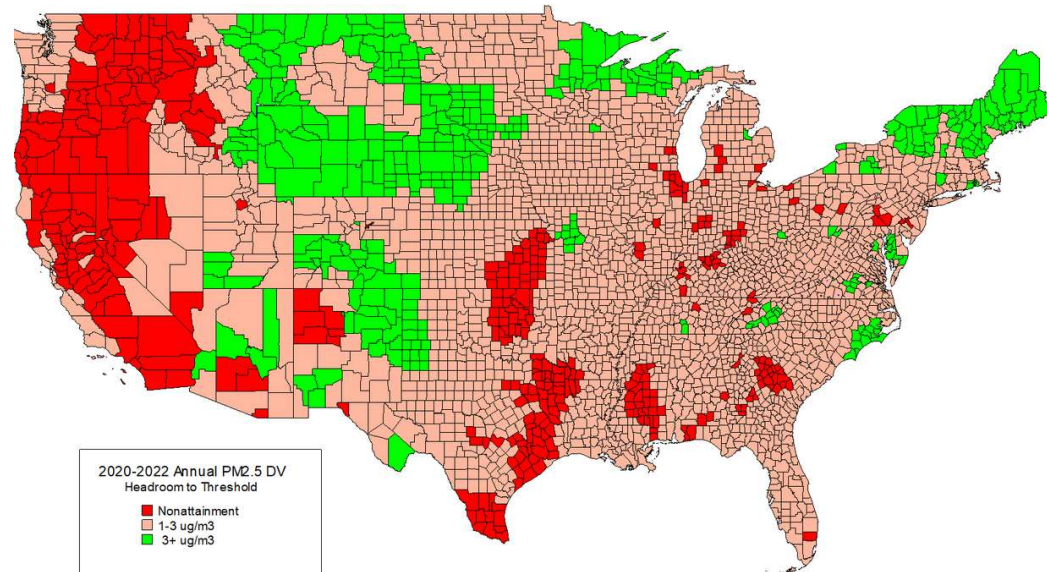 2020-2022 Annual PM2.5 DV
Headroom to Threshold
Nonattainment
1-3 ug/m3
3+ ug/m3